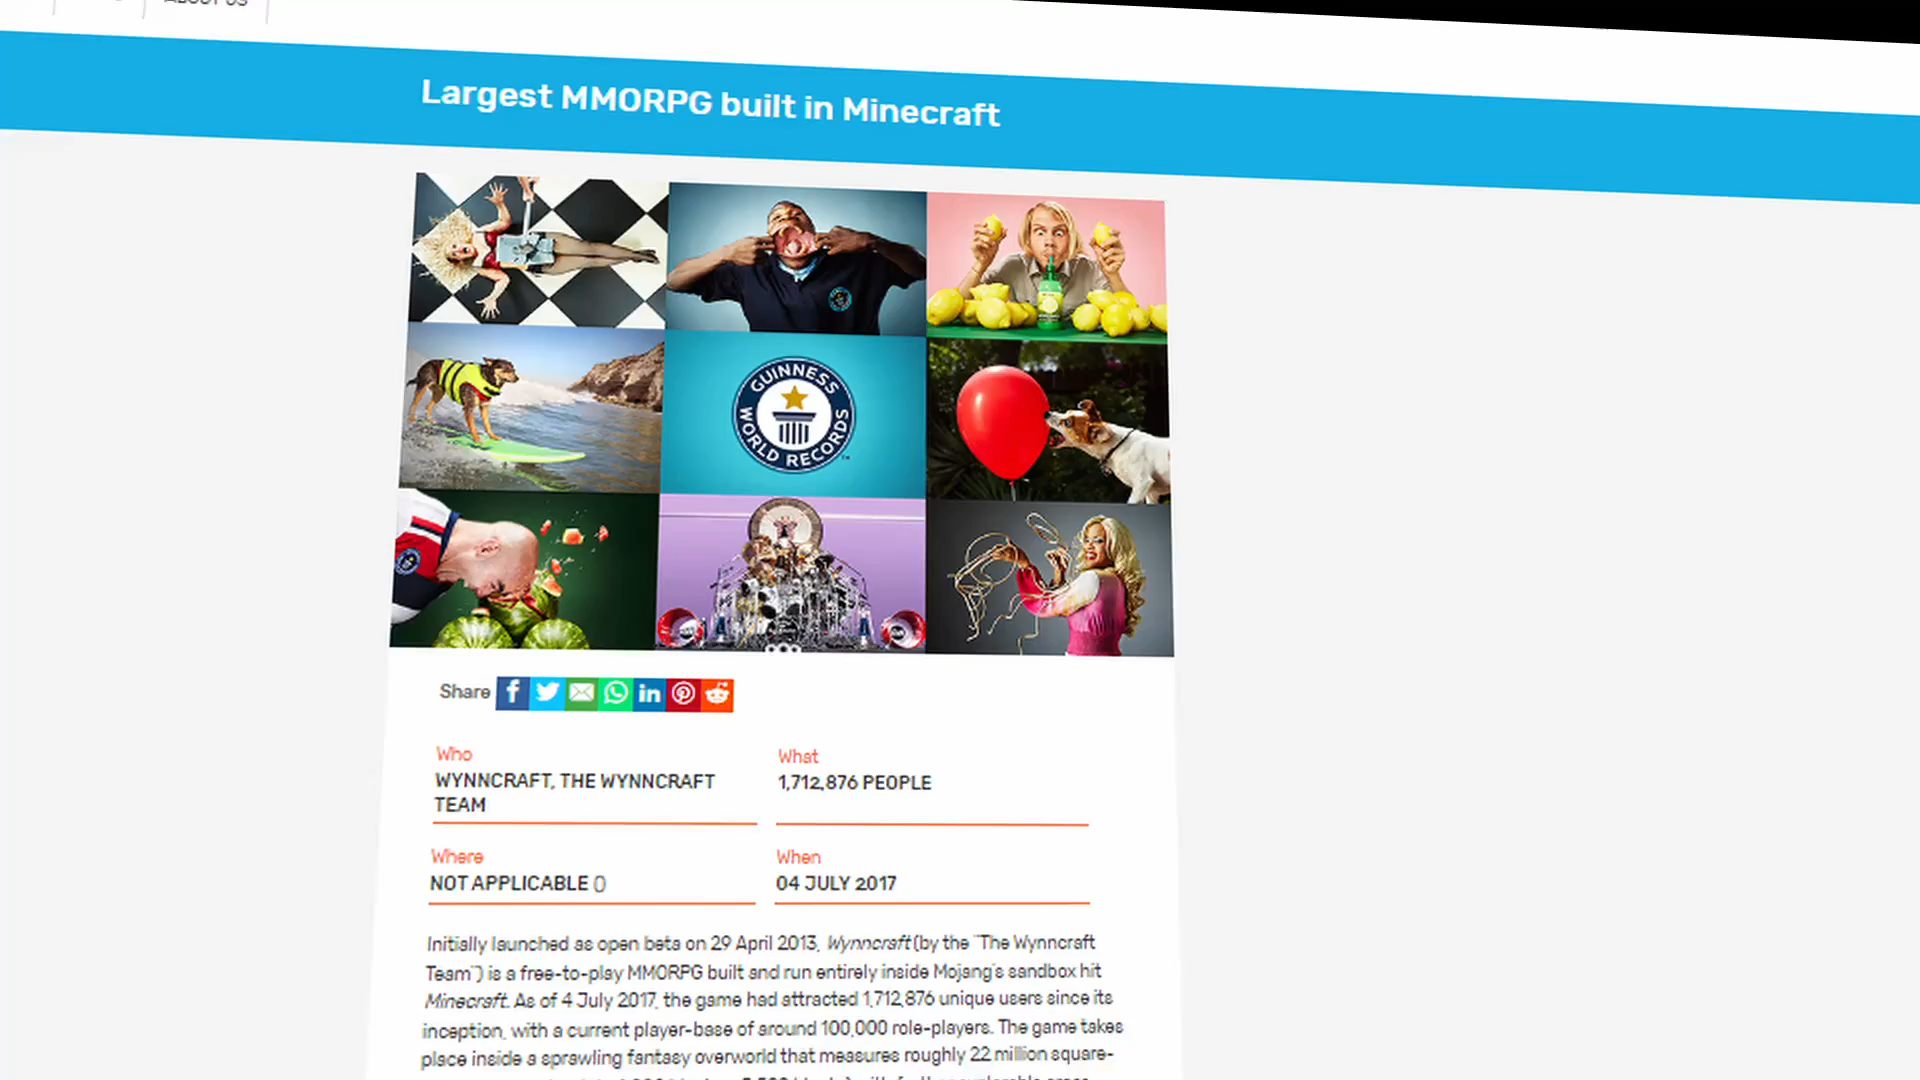 ABOUT US
Largest MMORPG built in Minecraft
GUINNESS
WORLD RECORDS
Share
Who
WYNNCRAFT, THE WYNNCRAFT
TEAM
What
1,712,876 PEOPLE
Where
NOT APPLICABLE ()
When
04 JULY 2017
Initially launched as open beta on 29 April 2013, Wynncraft (by the "The Wynncraft
Team") is a free-to-play MMORPG built and run entirely inside Mojang's sandbox hit
Minecraft. As of 4 July 2017, the game had attracted 1,712,876 unique users since its
inception, with a current player-base of around 100,000 role-players. The game takes
place inside a sprawling fantasy overworld that measures roughly 22 million square-